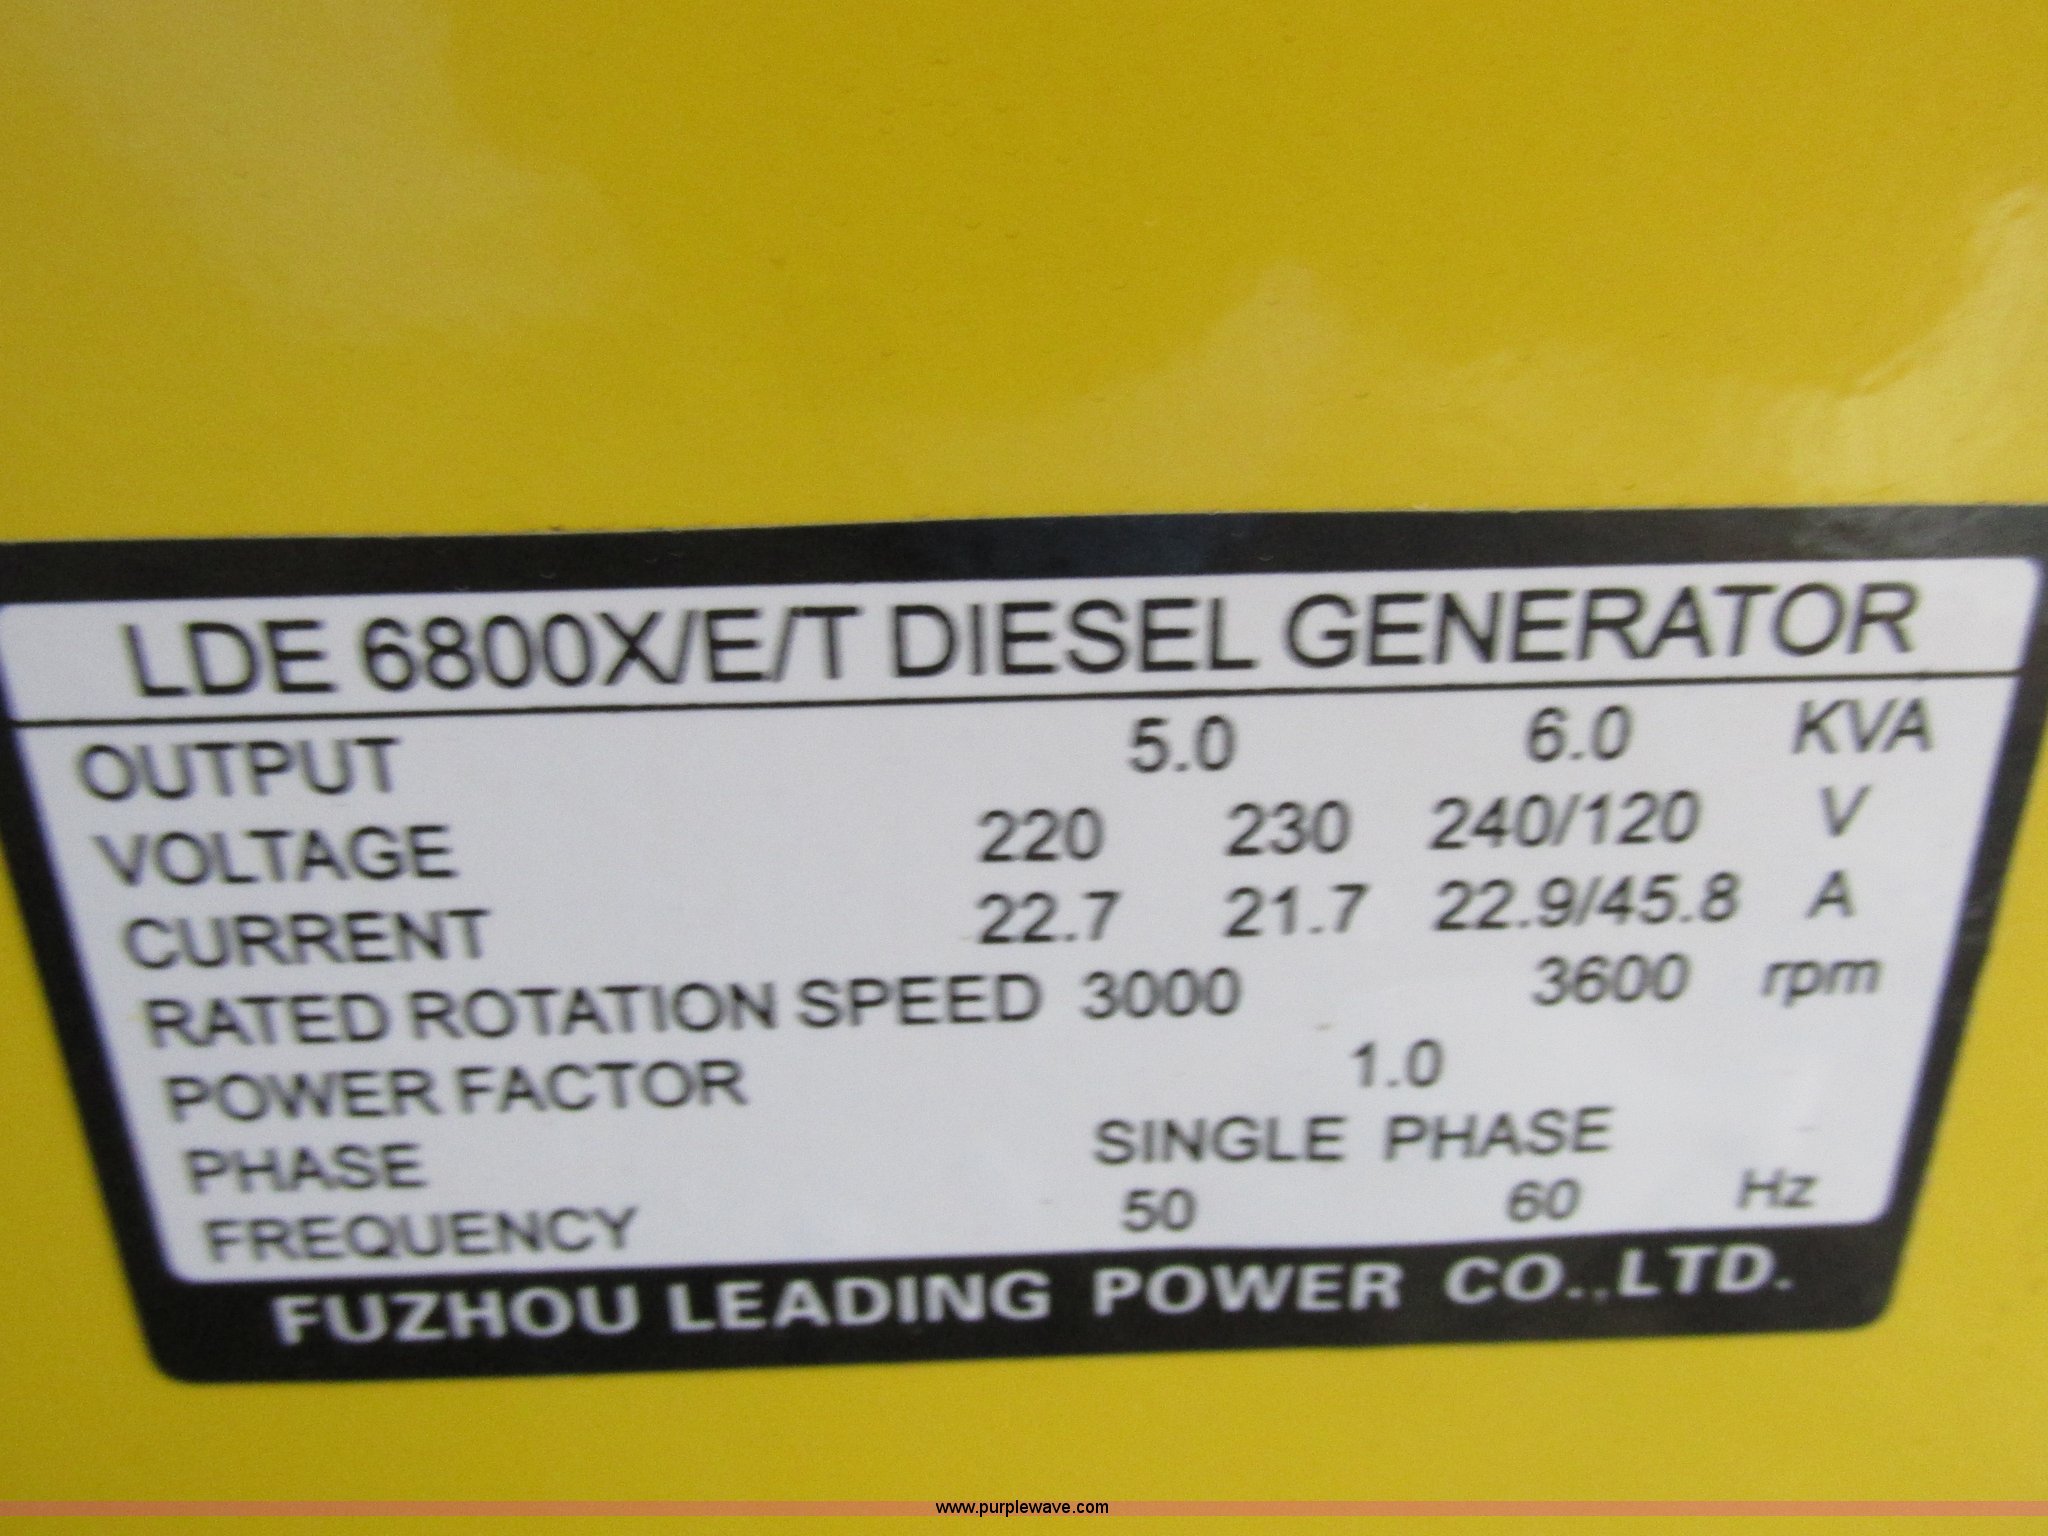 LDE 6800X/E/T DIESEL GENERATOR
OUTPUT 5.0 6.0 KVA
VOLTAGE 220 230 240/120 V
CURRENT 22.7 21.7 22.9/45.8 A
RATED ROTATION SPEED 3000 3600 rpm
POWER FACTOR 1.0
PHASE SINGLE PHASE
FREQUENCY 50 60 Hz
FUZHOU LEADING POWER CO.,LTD.
www.purplewave.com